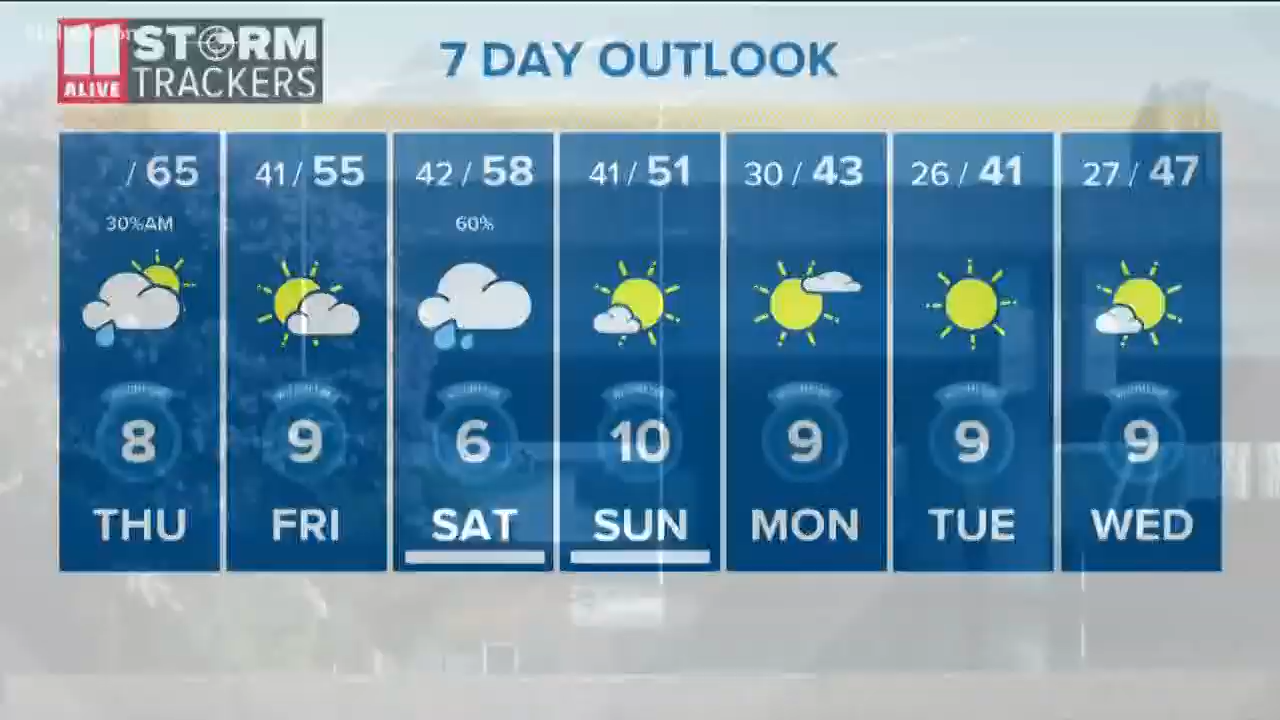 11 ALIVE
STORM
TRACKERS
7 DAY OUTLOOK
/ 65
30%AM
8
THU
41 / 55
9
FRI
42 / 58
60%
6
SAT
41 / 51
10
SUN
30 / 43
9
MON
26 / 41
9
TUE
27 / 47
9
WED